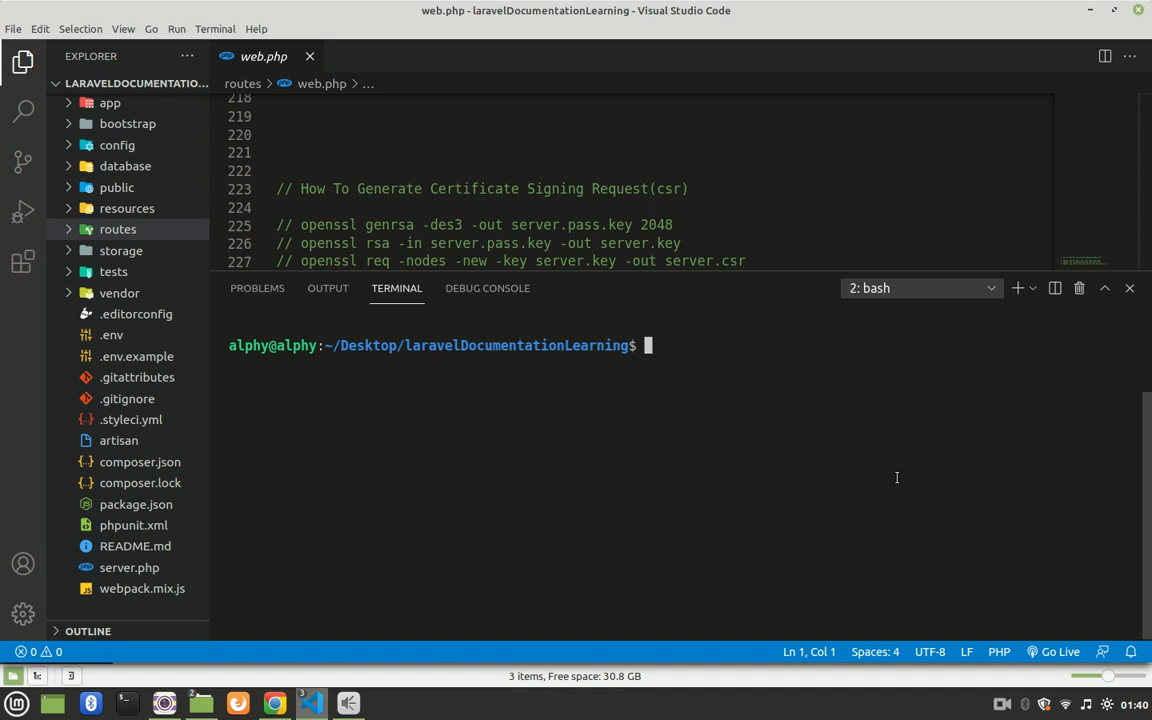 web.php - laravelDocumentationLearning - Visual Studio Code
File Edit Selection View Go Run Terminal Help
EXPLORER
web.php
LARAVELDOCUMENTATIO...
routes > web.php > ...
app
bootstrap
config
database
public
resources
routes
storage
tests
vendor
.editorconfig
.env
.env.example
.gitattributes
.gitignore
.styleci.yml
artisan
composer.json
composer.lock
package.json
phpunit.xml
README.md
server.php
webpack.mix.js
OUTLINE
218
219
220
221
222
223 // How To Generate Certificate Signing Request(csr)
224
225 // openssl genrsa -des3 -out server.pass.key 2048
226 // openssl rsa -in server.pass.key -out server.key
227 // openssl req -nodes -new -key server.key -out server.csr
PROBLEMS OUTPUT TERMINAL DEBUG CONSOLE 2: bash
alphy@alphy:~/Desktop/laravelDocumentationLearning$
0 0 Ln 1, Col 1 Spaces: 4 UTF-8 LF PHP Go Live
3 items, Free space: 30.8 GB
2 3 01:40